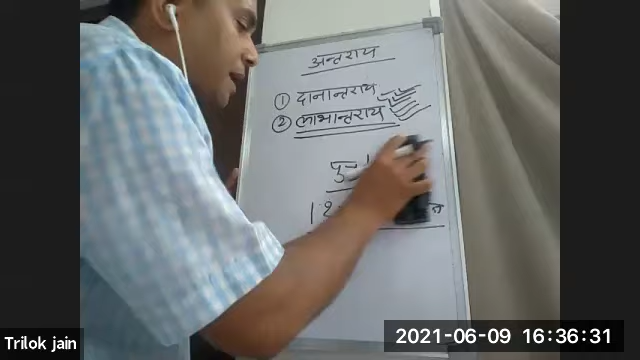 अन्तराय
① दानान्तराय
② लाभान्तराय
Trilok jain
2021-06-09 16:36:31